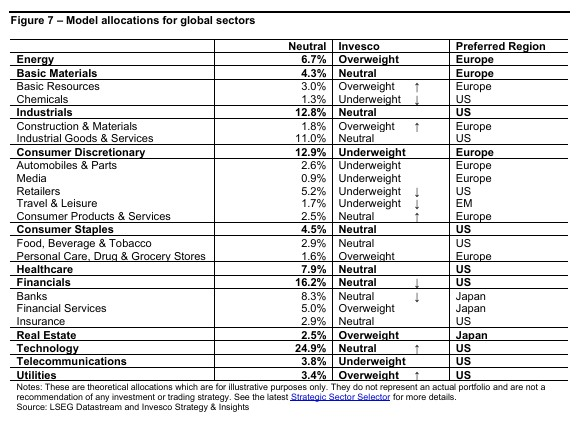 Figure 7 – Model allocations for global sectors
Neutral Invesco Preferred Region
Energy 6.7% Overweight Europe
Basic Materials 4.3% Neutral Europe
Basic Resources 3.0% Overweight ↑ Europe
Chemicals 1.3% Underweight ↓ US
Industrials 12.8% Neutral US
Construction & Materials 1.8% Overweight ↑ Europe
Industrial Goods & Services 11.0% Neutral US
Consumer Discretionary 12.9% Underweight Europe
Automobiles & Parts 2.6% Underweight Europe
Media 0.9% Underweight Europe
Retailers 5.2% Underweight ↓ US
Travel & Leisure 1.7% Underweight ↓ EM
Consumer Products & Services 2.5% Neutral ↑ Europe
Consumer Staples 4.5% Neutral US
Food, Beverage & Tobacco 2.9% Neutral US
Personal Care, Drug & Grocery Stores 1.6% Overweight Europe
Healthcare 7.9% Neutral US
Financials 16.2% Neutral ↓ US
Banks 8.3% Neutral ↓ Japan
Financial Services 5.0% Overweight Japan
Insurance 2.9% Neutral US
Real Estate 2.5% Overweight Japan
Technology 24.9% Neutral ↑ US
Telecommunications 3.8% Underweight US
Utilities 3.4% Overweight ↑ US
Notes: These are theoretical allocations which are for illustrative purposes only. They do not represent an actual portfolio and are not a
recommendation of any investment or trading strategy. See the latest Strategic Sector Selector for more details.
Source: LSEG Datastream and Invesco Strategy & Insights